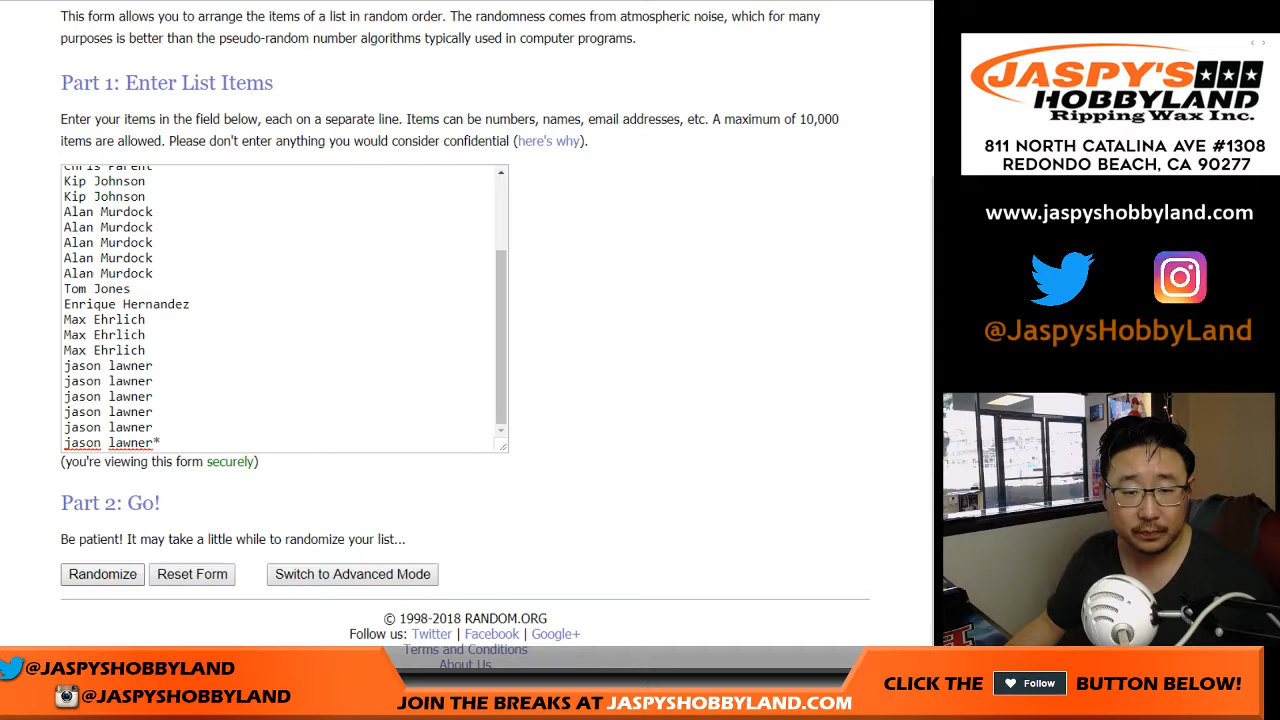 This form allows you to arrange the items of a list in random order. The randomness comes from atmospheric noise, which for many
purposes is better than the pseudo-random number algorithms typically used in computer programs.
Part 1: Enter List Items
Enter your items in the field below, each on a separate line. Items can be numbers, names, email addresses, etc. A maximum of 10,000
items are allowed. Please don't enter anything you would consider confidential (here's why).
Chris Parent
Kip Johnson
Kip Johnson
Alan Murdock
Alan Murdock
Alan Murdock
Alan Murdock
Alan Murdock
Tom Jones
Enrique Hernandez
Max Ehrlich
Max Ehrlich
Max Ehrlich
jason lawner
jason lawner
jason lawner
jason lawner
jason lawner
jason lawner*
(you're viewing this form securely)
Part 2: Go!
Be patient! It may take a little while to randomize your list...
Randomize Reset Form Switch to Advanced Mode
© 1998-2018 RANDOM.ORG
Follow us: Twitter | Facebook | Google+
Terms and Conditions
About Us
JASPY'S
HOBBYLAND
Ripping Wax Inc.
811 NORTH CATALINA AVE #1308
REDONDO BEACH, CA 90277
www.jaspyshobbyland.com
@JaspysHobbyLand
@JASPYSHOBBYLAND
@JASPYSHOBBYLAND
JOIN THE BREAKS AT JASPYSHOBBYLAND.COM
CLICK THE Follow BUTTON BELOW!